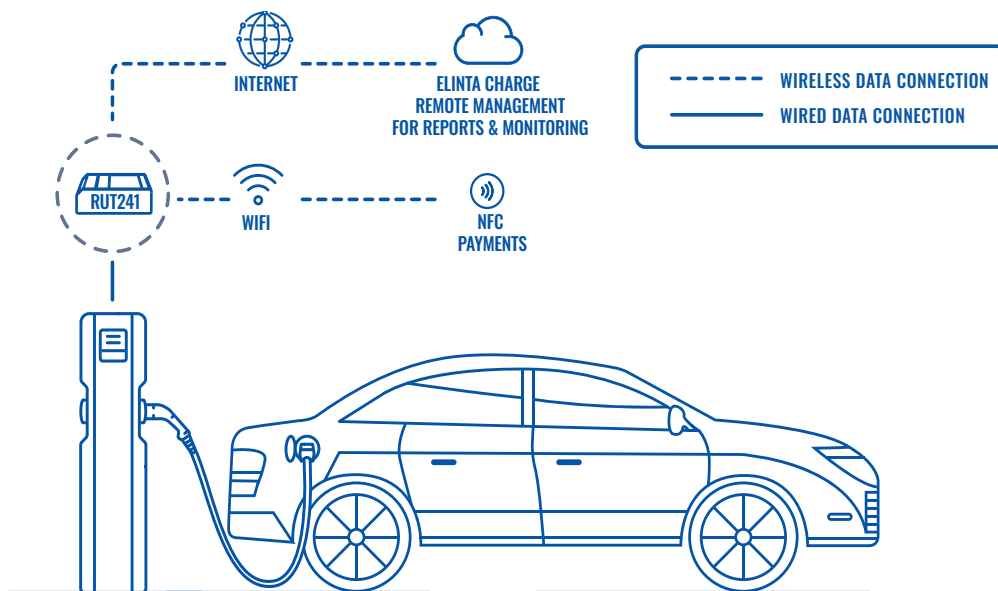 INTERNET
ELINTA CHARGE
REMOTE MANAGEMENT
FOR REPORTS & MONITORING
WIRELESS DATA CONNECTION
WIRED DATA CONNECTION
RUT241
WIFI
NFC
PAYMENTS